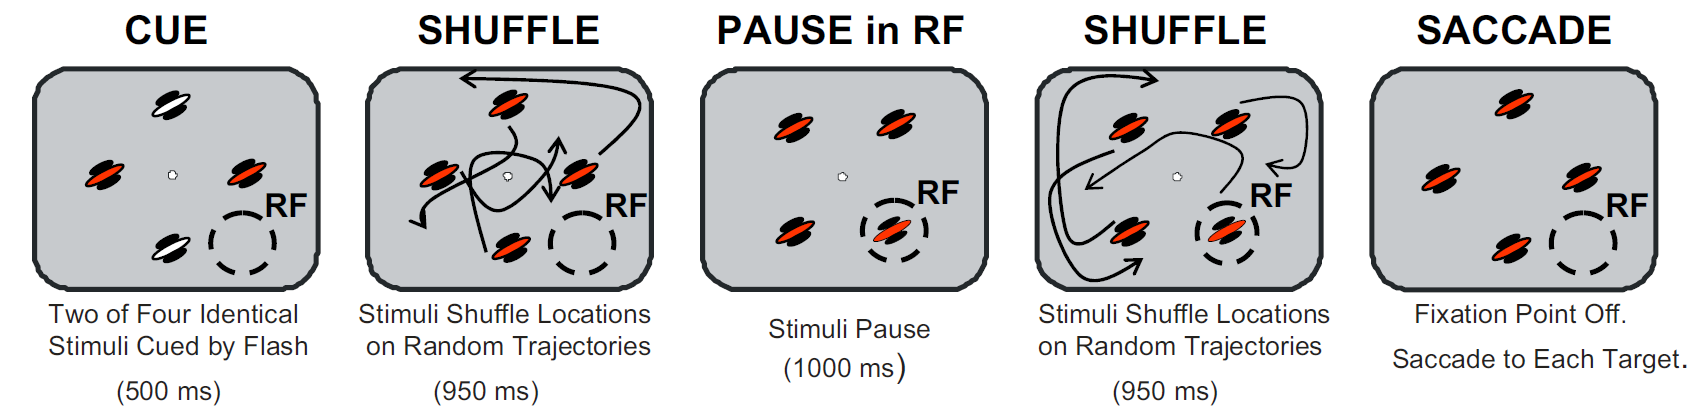 CUE
SHUFFLE
PAUSE in RF
SHUFFLE
SACCADE
RF
RF
RF
RF
RF
Two of Four Identical
Stimuli Cued by Flash
(500 ms)
Stimuli Shuffle Locations
on Random Trajectories
(950 ms)
Stimuli Pause
(1000 ms)
Stimuli Shuffle Locations
on Random Trajectories
(950 ms)
Fixation Point Off.
Saccade to Each Target.